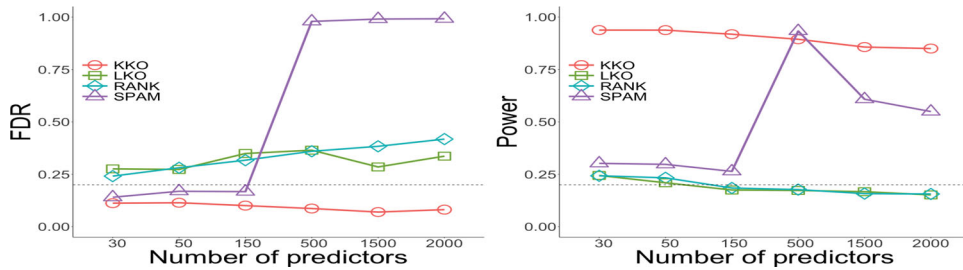 1.00
0.75
0.50
0.25
0.00
FDR
KKO
LKO
RANK
SPAM
30 50 150 500 1500 2000
Number of predictors
1.00
0.75
0.50
0.25
0.00
Power
KKO
LKO
RANK
SPAM
30 50 150 500 1500 2000
Number of predictors